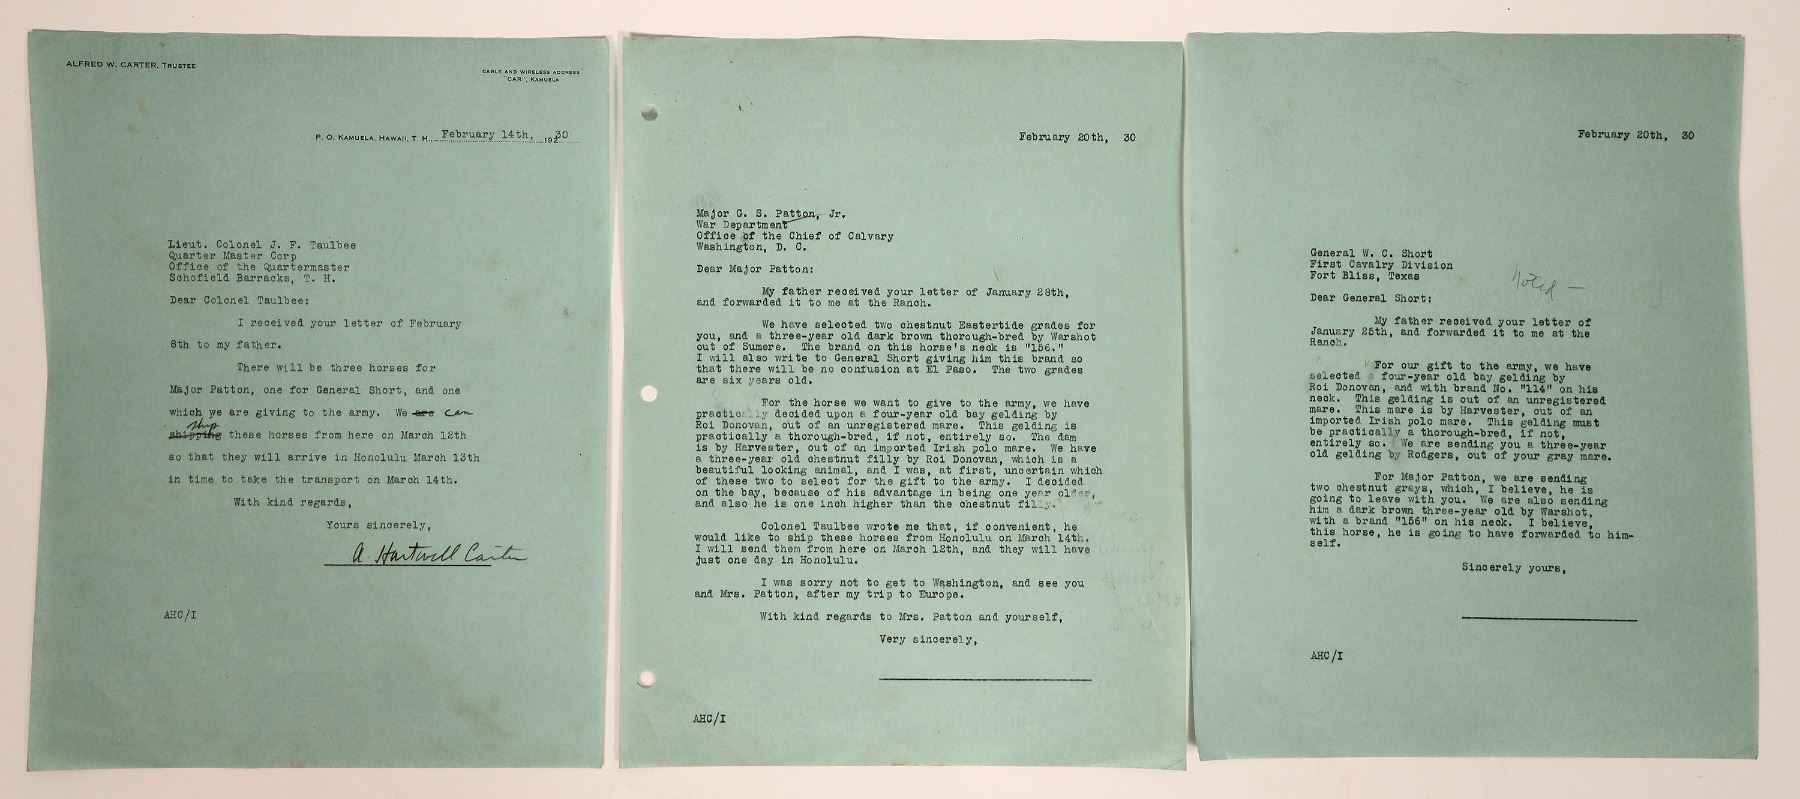 ALFRED W. CARTER, TRUSTEE
CABLE AND WIRELESS ADDRESS
"CAR", KAMUELA
P. O. KAMUELA, HAWAII, T. H., February 14th, 1930
Lieut. Colonel J. F. Taulbee
Quarter Master Corp
Office of the Quartermaster
Schofield Barracks, T. H.
Dear Colonel Taulbee:
I received your letter of February
8th to my father.
There will be three horses for
Major Patton, one for General Short, and one
which we are giving to the army. We are can
ship
shipping these horses from here on March 12th
so that they will arrive in Honolulu March 13th
in time to take the transport on March 14th.
With kind regards,
Yours sincerely,
A. Hartwell Carter
AHC/I
February 20th, 30
Major G. S. Patton, Jr.
War Department
Office of the Chief of Calvary
Washington, D. C.
Dear Major Patton:
My father received your letter of January 28th,
and forwarded it to me at the Ranch.
We have selected two chestnut Eastertide grades for
you, and a three-year old dark brown thorough-bred by Warshot
out of Sumere. The brand on this horse's neck is "156."
I will also write to General Short giving him this brand so
that there will be no confusion at El Paso. The two grades
are six years old.
For the horse we want to give to the army, we have
practically decided upon a four-year old bay gelding by
Roi Donovan, out of an unregistered mare. This gelding is
practically a thorough-bred, if not, entirely so. The dam
is by Harvester, out of an imported Irish polo mare. We have
a three-year old chestnut filly by Roi Donovan, which is a
beautiful looking animal, and I was, at first, uncertain which
of these two to select for the gift to the army. I decided
on the bay, because of his advantage in being one year older,
and also he is one inch higher than the chestnut filly.
Colonel Taulbee wrote me that, if convenient, he
would like to ship these horses from Honolulu on March 14th.
I will send them from here on March 12th, and they will have
just one day in Honolulu.
I was sorry not to get to Washington, and see you
and Mrs. Patton, after my trip to Europe.
With kind regards to Mrs. Patton and yourself,
Very sincerely,
AHC/I
February 20th, 30
General W. C. Short
First Cavalry Division
Fort Bliss, Texas
Noted —
Dear General Short:
My father received your letter of
January 25th, and forwarded it to me at the
Ranch.
For our gift to the army, we have
selected a four-year old bay gelding by
Roi Donovan, and with brand No. "114" on his
neck. This gelding is out of an unregistered
mare. This mare is by Harvester, out of an
imported Irish polo mare. This gelding must
be practically a thorough-bred, if not,
entirely so. We are sending you a three-year
old gelding by Rodgers, out of your gray mare.
For Major Patton, we are sending
two chestnut grays, which, I believe, he is
going to leave with you. We are also sending
him a dark brown three-year old by Warshot,
with a brand "156" on his neck. I believe,
this horse, he is going to have forwarded to him-
self.
Sincerely yours,
AHC/I